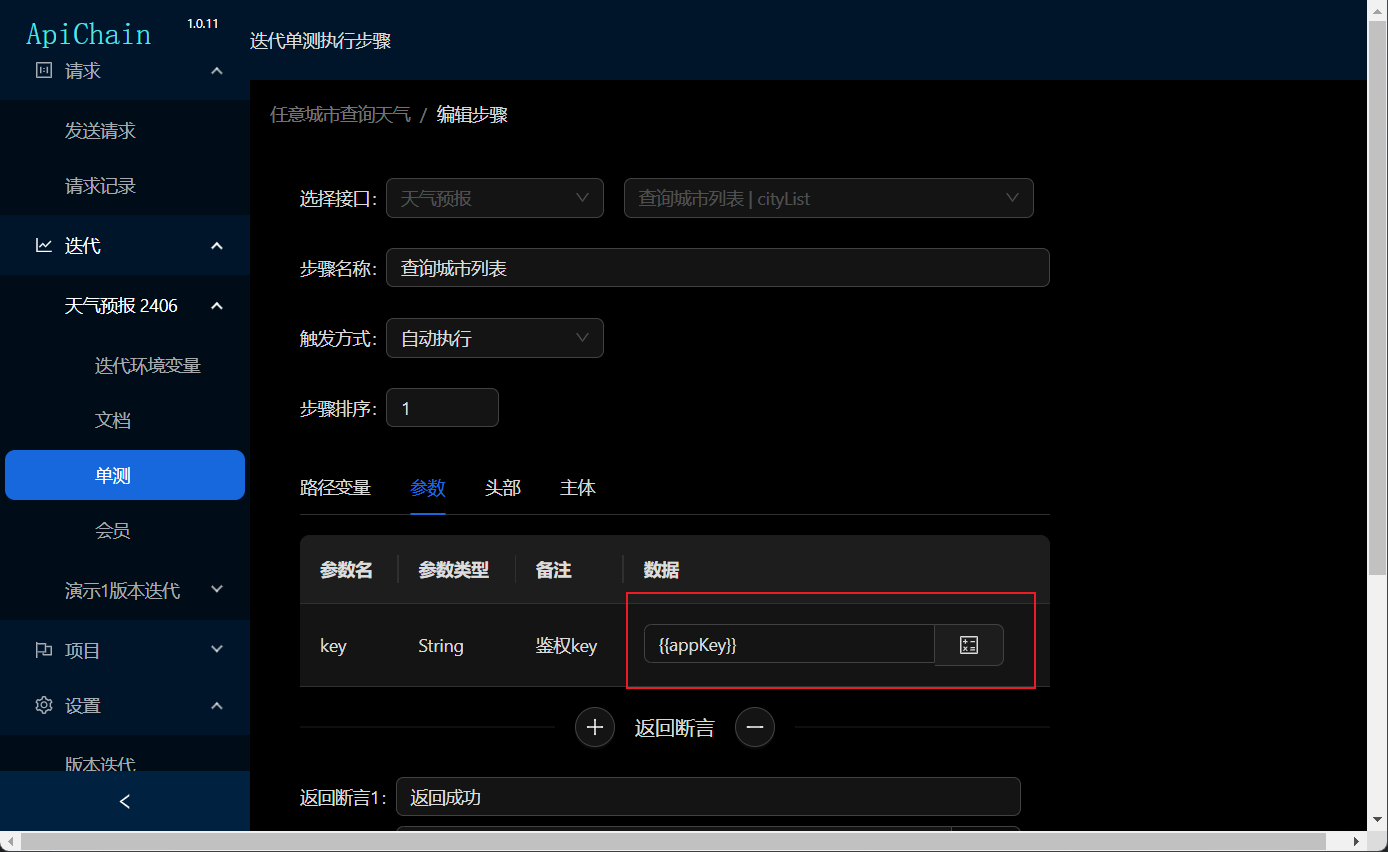 ApiChain 1.0.11
请求
发送请求
请求记录
迭代
天气预报 2406
迭代环境变量
文档
单测
会员
演示1版本迭代
项目
设置
版本迭代
迭代单测执行步骤
任意城市查询天气 / 编辑步骤
选择接口: 天气预报 查询城市列表 | cityList
步骤名称: 查询城市列表
触发方式: 自动执行
步骤排序: 1
路径变量 参数 头部 主体
参数名 参数类型 备注 数据
key String 鉴权key {{appKey}}
返回断言
返回断言1: 返回成功